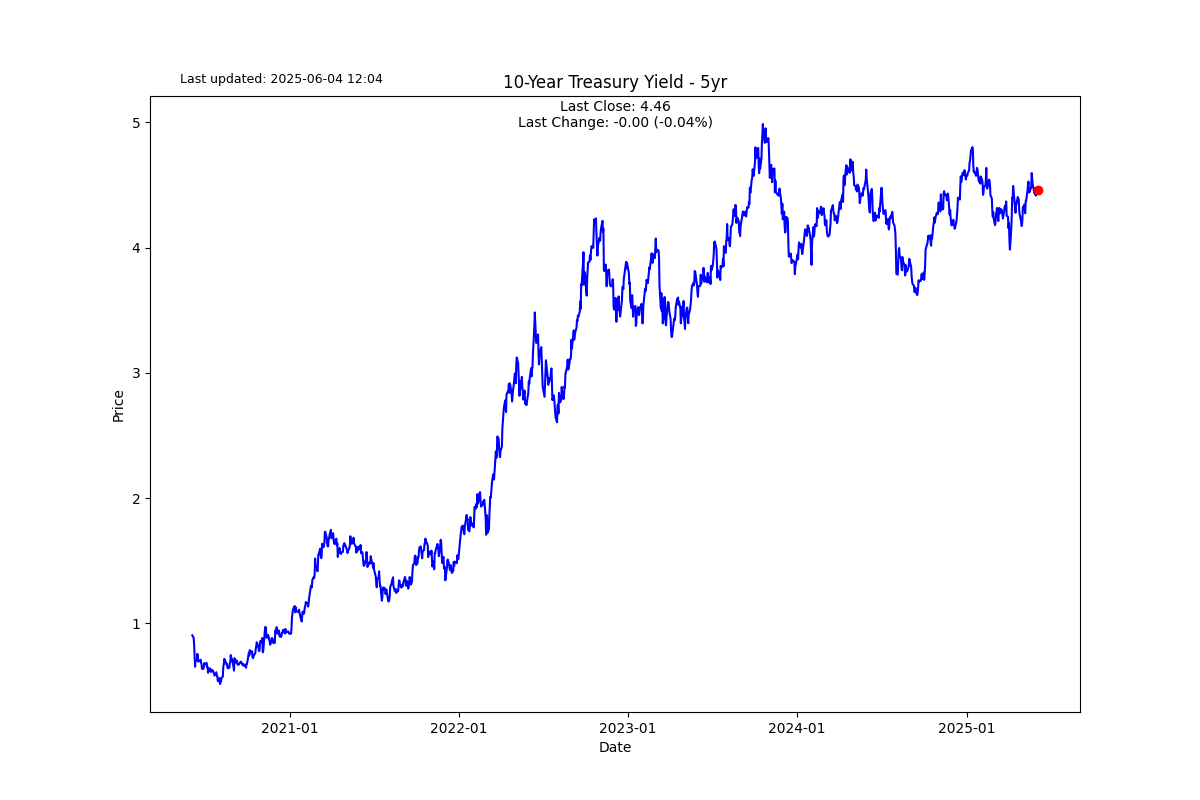 Last updated: 2025-06-04 12:04
10-Year Treasury Yield - 5yr
Last Close: 4.46
Last Change: -0.00 (-0.04%)
5
4
3
2
1
Price
2021-01
2022-01
2023-01
2024-01
2025-01
Date